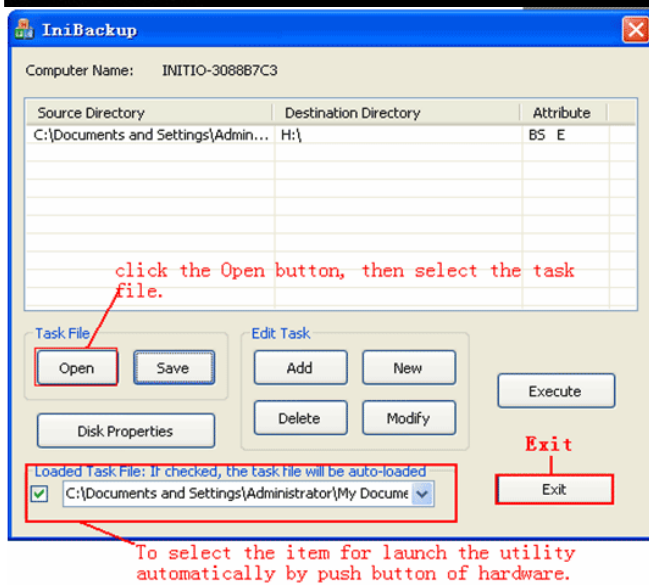 IniBackup
Computer Name: INITIO-3088B7C3
Source Directory Destination Directory Attribute
C:\Documents and Settings\Admin... H:\ BS E
click the Open button, then select the task
file.
Task File Edit Task
Open Save Add New
Execute
Disk Properties Delete Modify
Exit
Loaded Task File: If checked, the task file will be auto-loaded
C:\Documents and Settings\Administrator\My Docume Exit
To select the item for launch the utility
automatically by push button of hardware.